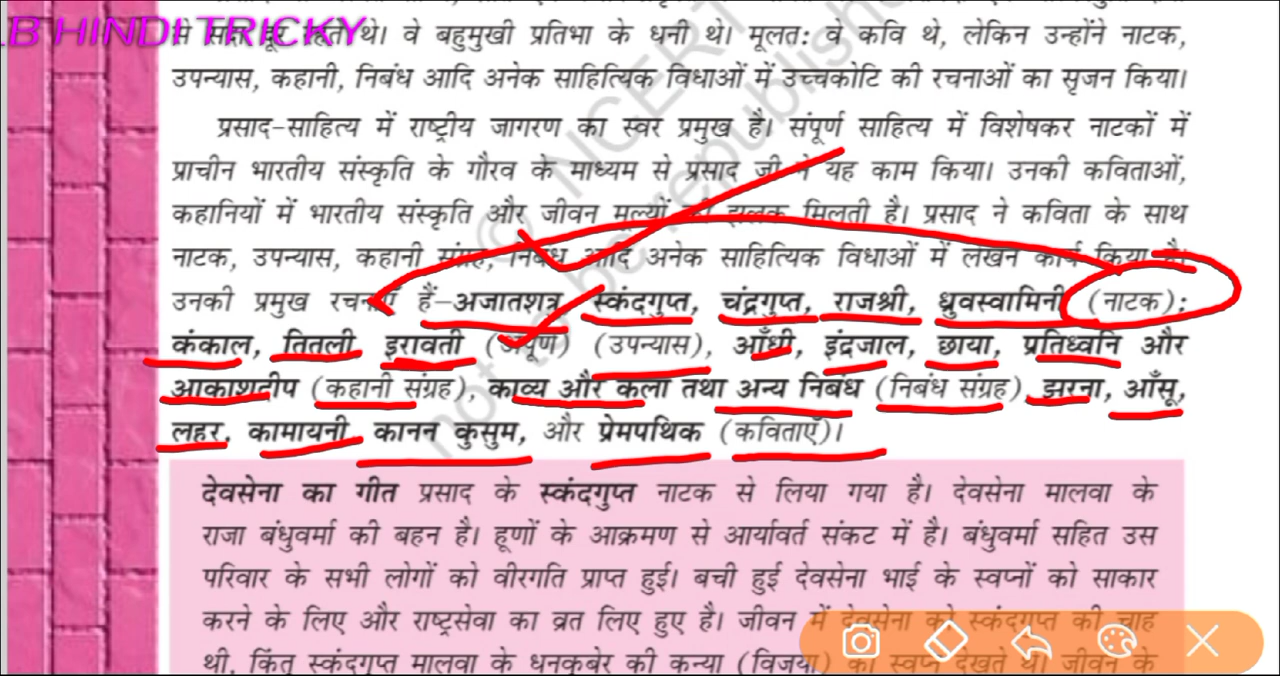 LB HINDI TRICKY
थे। वे बहुमुखी प्रतिभा के धनी थे। मूलतः वे कवि थे, लेकिन उन्होंने नाटक,
उपन्यास, कहानी, निबंध आदि अनेक साहित्यिक विधाओं में उच्चकोटि की रचनाओं का सृजन किया।
प्रसाद-साहित्य में राष्ट्रीय जागरण का स्वर प्रमुख है। संपूर्ण साहित्य में विशेषकर नाटकों में
प्राचीन भारतीय संस्कृति के गौरव के माध्यम से प्रसाद जी ने यह काम किया। उनकी कविताओं,
कहानियों में भारतीय संस्कृति और जीवन मूल्यों की झलक मिलती है। प्रसाद ने कविता के साथ
नाटक, उपन्यास, कहानी संग्रह, निबंध आदि अनेक साहित्यिक विधाओं में लेखन कार्य किया है।
उनकी प्रमुख रचनाएँ हैं-अजातशत्रु, स्कंदगुप्त, चंद्रगुप्त, राजश्री, ध्रुवस्वामिनी (नाटक);
कंकाल, तितली, इरावती (अपूर्ण) (उपन्यास), आँधी, इंद्रजाल, छाया, प्रतिध्वनि और
आकाशदीप (कहानी संग्रह), काव्य और कला तथा अन्य निबंध (निबंध संग्रह), झरना, आँसू,
लहर, कामायनी, कानन कुसुम, और प्रेमपथिक (कविताएँ)।
देवसेना का गीत प्रसाद के स्कंदगुप्त नाटक से लिया गया है। देवसेना मालवा के
राजा बंधुवर्मा की बहन है। हूणों के आक्रमण से आर्यावर्त संकट में है। बंधुवर्मा सहित उस
परिवार के सभी लोगों को वीरगति प्राप्त हुई। बची हुई देवसेना भाई के स्वप्नों को साकार
करने के लिए और राष्ट्रसेवा का व्रत लिए हुए है। जीवन में देवसेना को स्कंदगुप्त की चाह
थी, किंतु स्कंदगुप्त मालवा के धनकुबेर की कन्या (विजया) का स्वप्न देखते थे। जीवन के
© NCERT
not to be republished